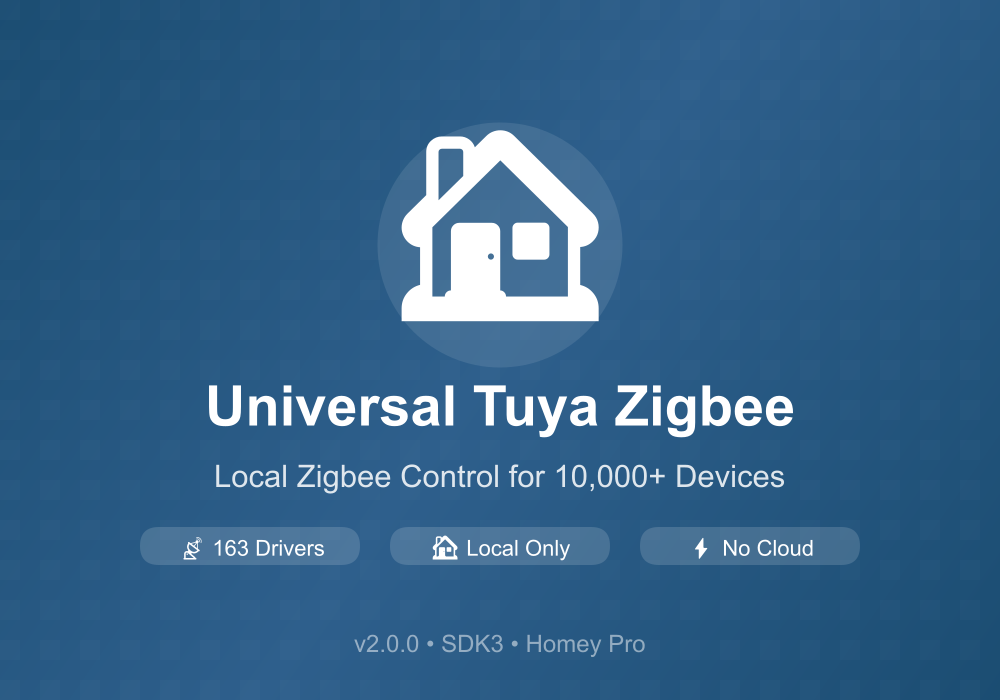 Universal Tuya Zigbee
Local Zigbee Control for 10,000+ Devices
163 Drivers
Local Only
No Cloud
v2.0.0 • SDK3 • Homey Pro